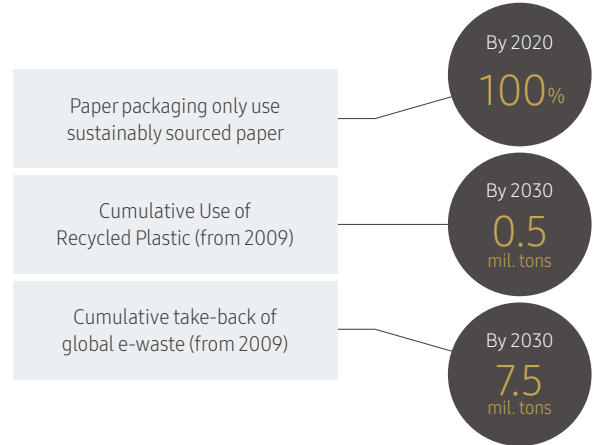 Paper packaging only use
sustainably sourced paper
By 2020
100%
Cumulative Use of
Recycled Plastic (from 2009)
By 2030
0.5
mil. tons
Cumulative take-back of
global e-waste (from 2009)
By 2030
7.5
mil. tons